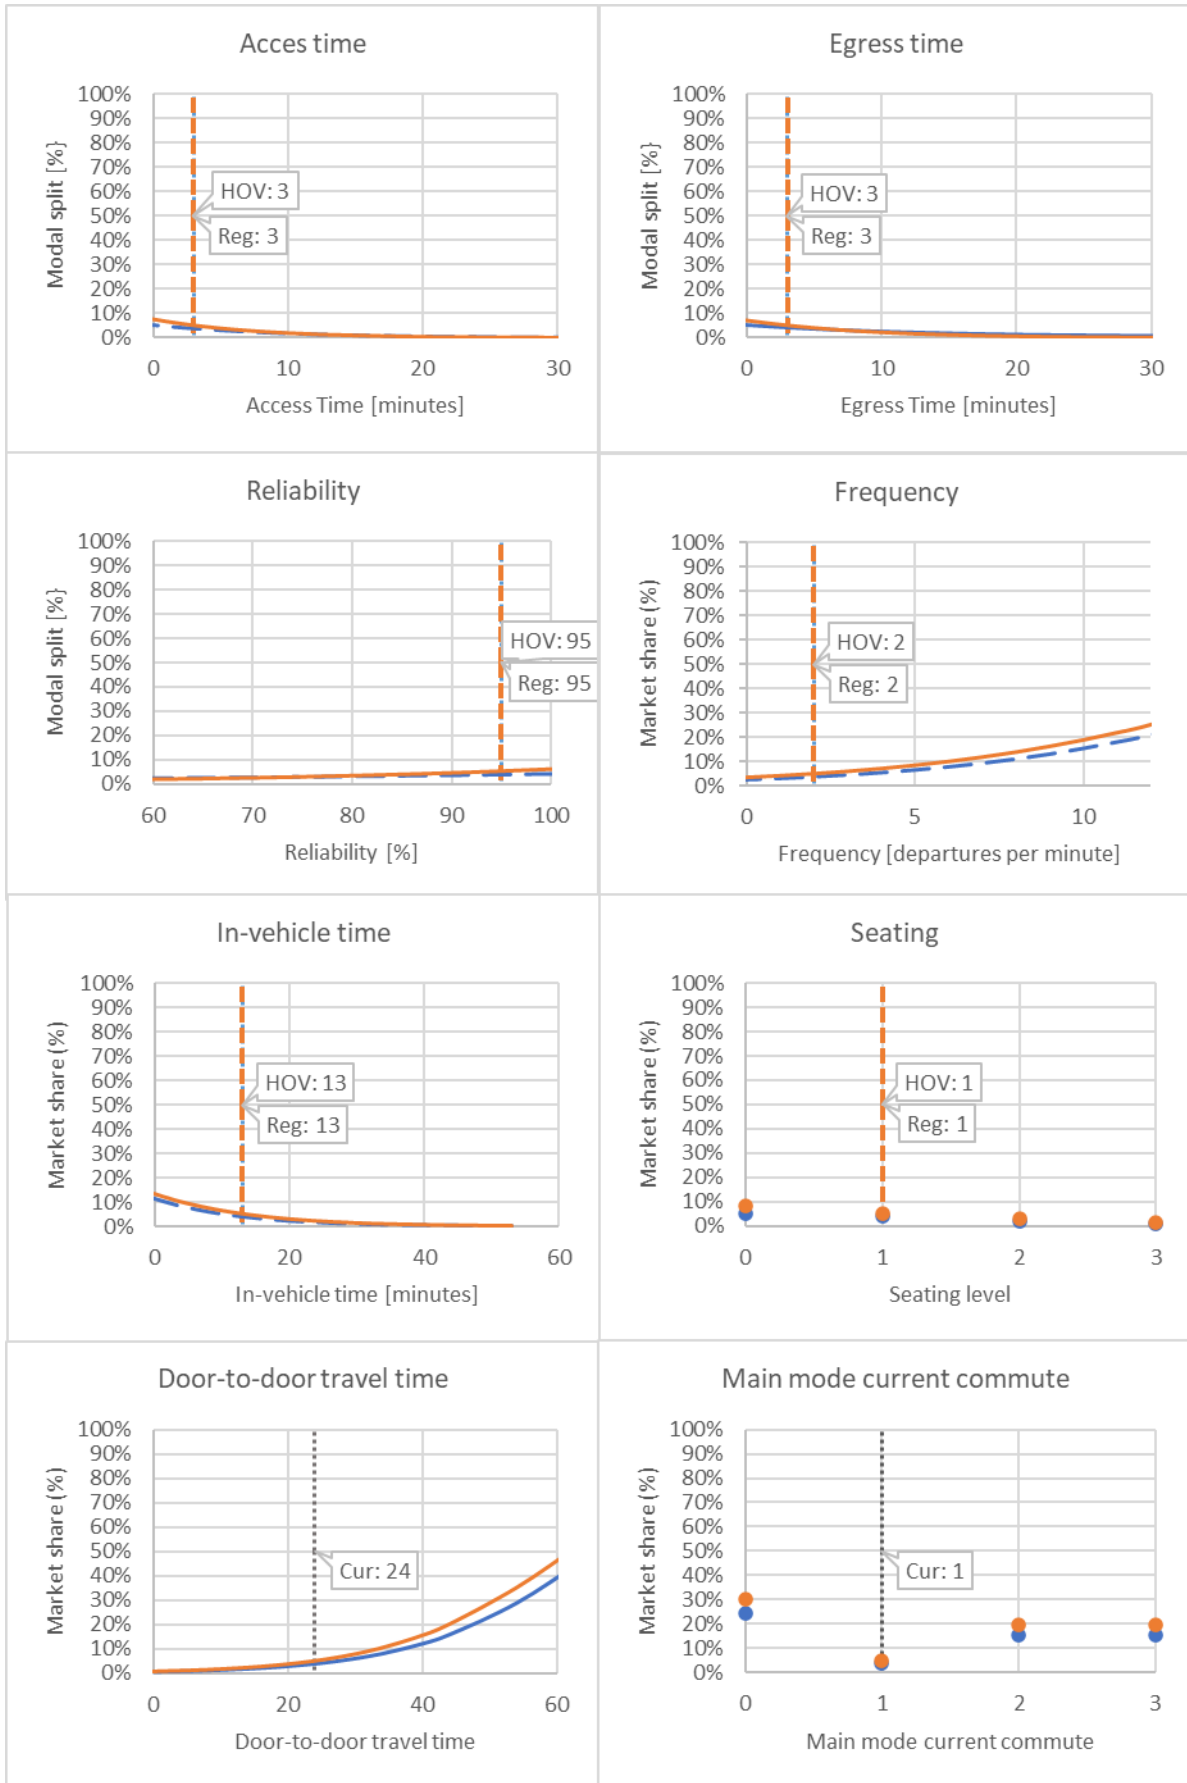 Acces time
100%
90%
80%
70%
60%
50%
40%
30%
20%
10%
0%
Modal split [%}
HOV: 3
Reg: 3
0 10 20 30
Access Time [minutes]
Egress time
100%
90%
80%
70%
60%
50%
40%
30%
20%
10%
0%
Modal split [%}
HOV: 3
Reg: 3
0 10 20 30
Egress Time [minutes]
Reliability
100%
90%
80%
70%
60%
50%
40%
30%
20%
10%
0%
Modal split [%}
HOV: 95
Reg: 95
60 70 80 90 100
Reliability [%]
Frequency
100%
90%
80%
70%
60%
50%
40%
30%
20%
10%
0%
Market share (%)
HOV: 2
Reg: 2
0 5 10
Frequency [departures per minute]
In-vehicle time
100%
90%
80%
70%
60%
50%
40%
30%
20%
10%
0%
Market share (%)
HOV: 13
Reg: 13
0 20 40 60
In-vehicle time [minutes]
Seating
100%
90%
80%
70%
60%
50%
40%
30%
20%
10%
0%
Market share (%)
HOV: 1
Reg: 1
0 1 2 3
Seating level
Door-to-door travel time
100%
90%
80%
70%
60%
50%
40%
30%
20%
10%
0%
Market share (%)
Cur: 24
0 20 40 60
Door-to-door travel time
Main mode current commute
100%
90%
80%
70%
60%
50%
40%
30%
20%
10%
0%
Market share (%)
Cur: 1
0 1 2 3
Main mode current commute